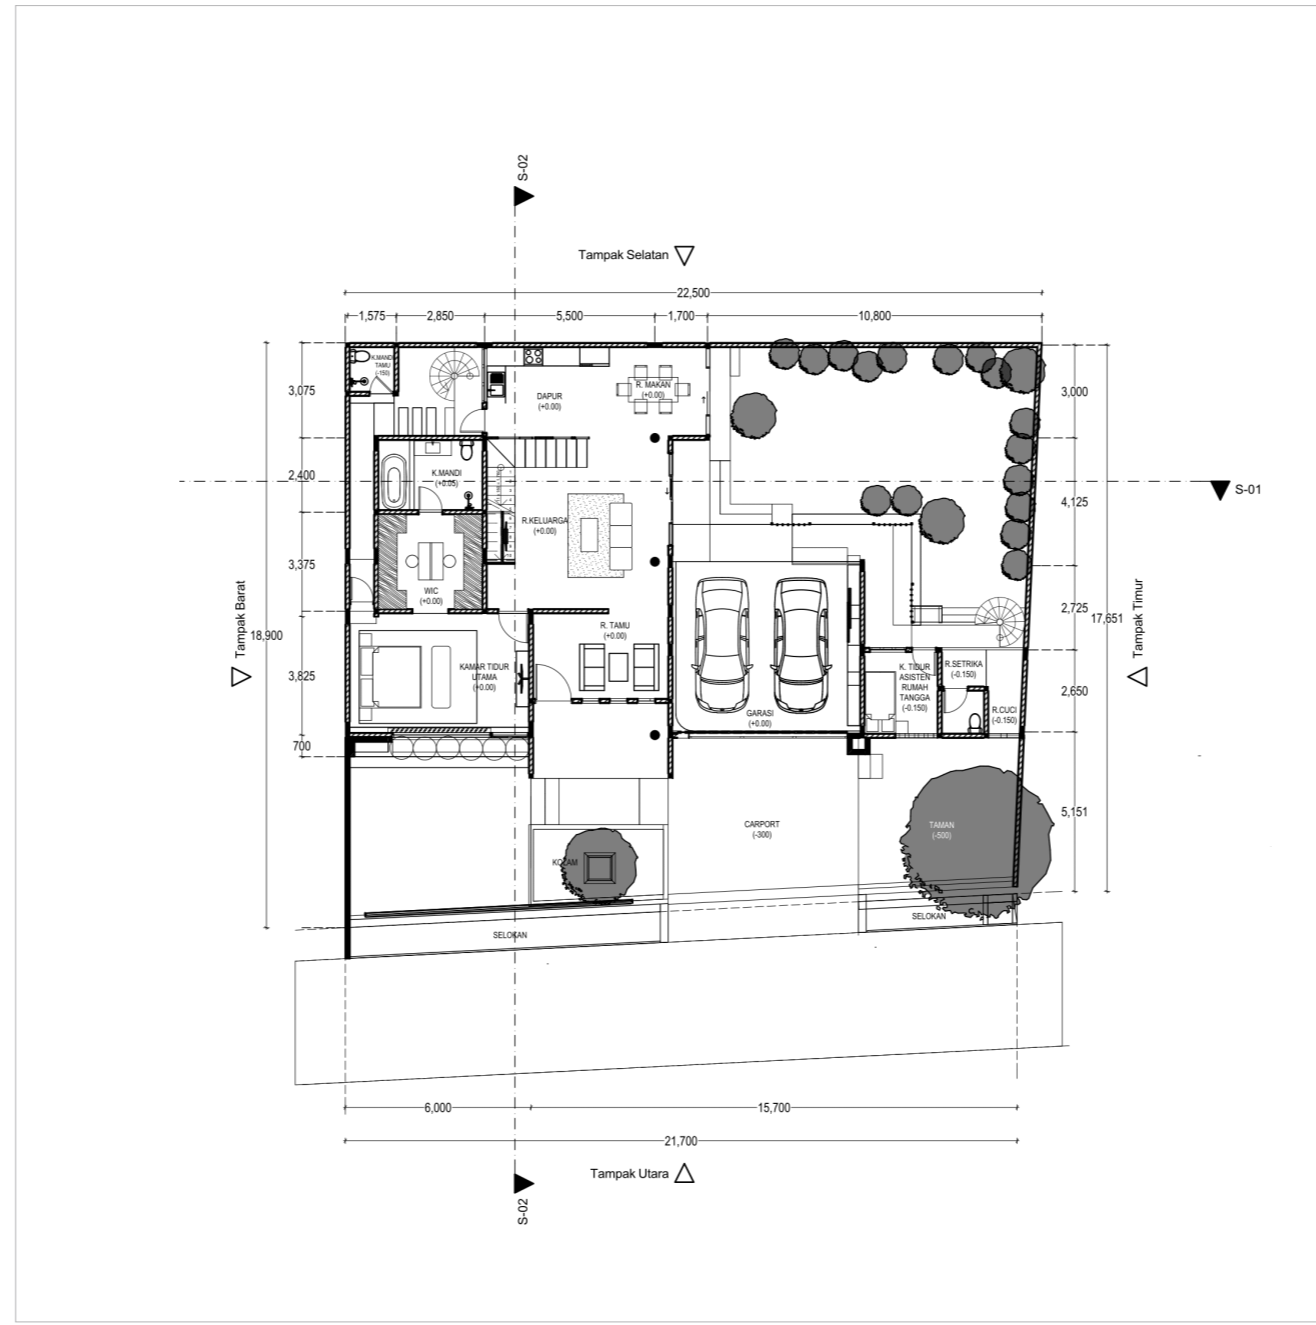 S-02
Tampak Selatan
22,500
1,575
2,850
5,500
1,700
10,800
K.MANDI
TAMU
(-150)
3,075
DAPUR
(+0.00)
R. MAKAN
(+0.00)
3,000
2,400
K.MANDI
(+0.05)
S-01
4,125
R.KELUARGA
(+0.00)
3,375
WIC
(+0.00)
Tampak Barat
18,900
R. TAMU
(+0.00)
2,725
17,651
Tampak Timur
3,825
KAMAR TIDUR
UTAMA
(+0.00)
K. TIDUR
ASISTEN
RUMAH
TANGGA
(-0.150)
R.SETRIKA
(-0.150)
2,650
R.CUCI
(-0.150)
GARASI
(+0.00)
700
CARPORT
(-300)
TAMAN
(-500)
5,151
KOLAM
SELOKAN
SELOKAN
6,000
15,700
21,700
Tampak Utara
S-02